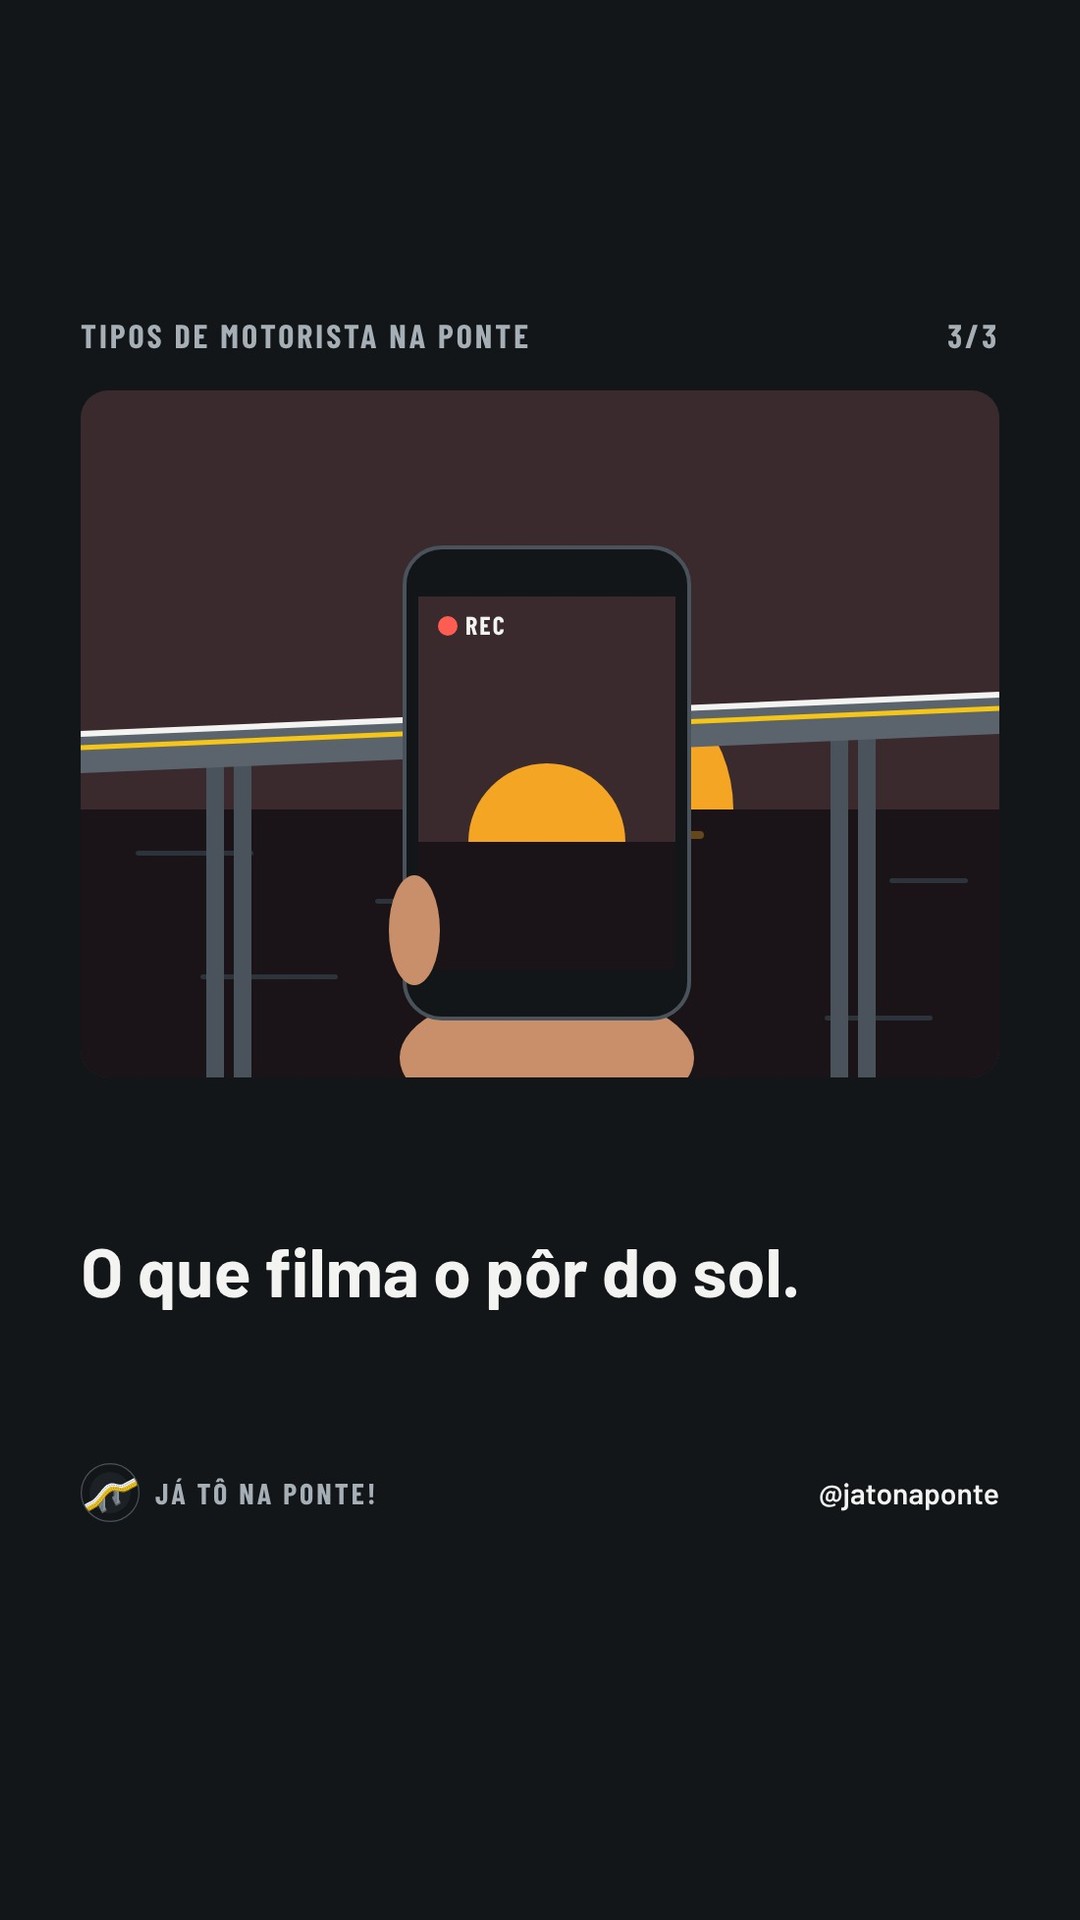 TIPOS DE MOTORISTA NA PONTE 3/3
REC
O que filma o pôr do sol.
JÁ TÔ NA PONTE! @jatonaponte